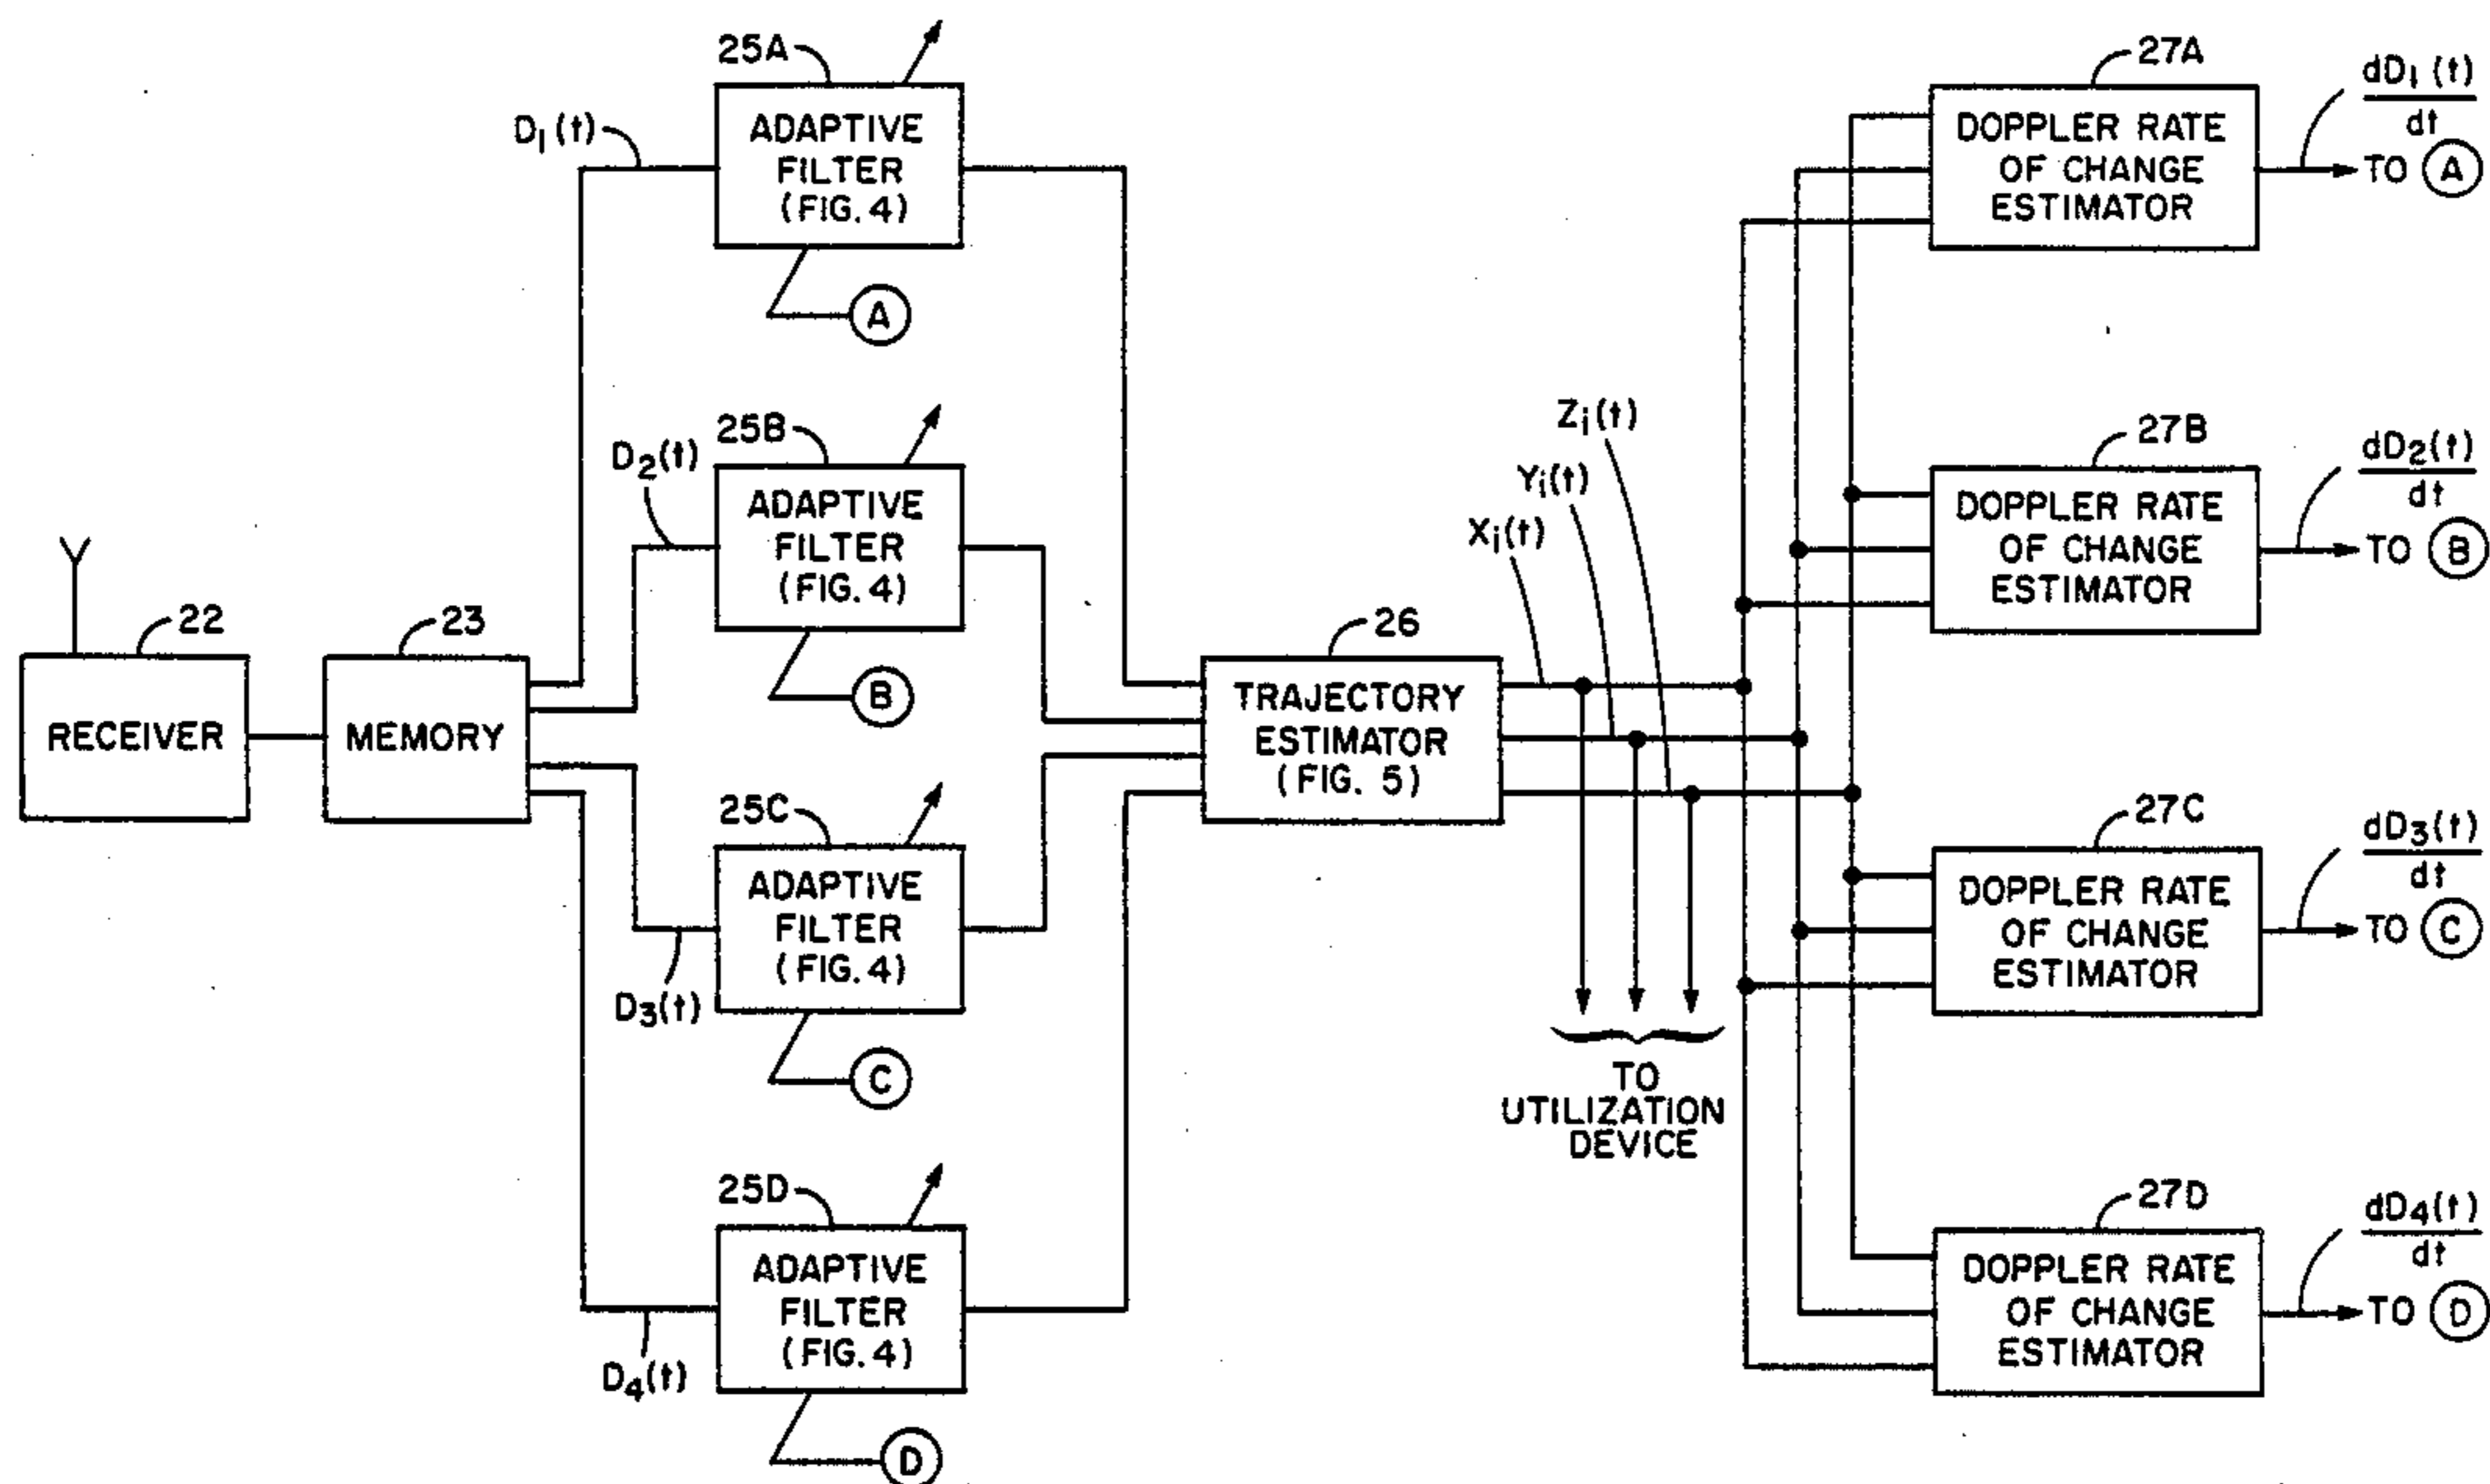 25A
D₁(t)
ADAPTIVE
FILTER
(FIG. 4)
A
25B
D₂(t)
ADAPTIVE
FILTER
(FIG. 4)
B
22
RECEIVER
23
MEMORY
25C
D₃(t)
ADAPTIVE
FILTER
(FIG. 4)
C
25D
D₄(t)
ADAPTIVE
FILTER
(FIG. 4)
D
26
TRAJECTORY
ESTIMATOR
(FIG. 5)
Xᵢ(t)
Yᵢ(t)
Zᵢ(t)
TO
UTILIZATION
DEVICE
27A
DOPPLER RATE
OF CHANGE
ESTIMATOR
dD₁(t)
dt
TO A
27B
DOPPLER RATE
OF CHANGE
ESTIMATOR
dD₂(t)
dt
TO B
27C
DOPPLER RATE
OF CHANGE
ESTIMATOR
dD₃(t)
dt
TO C
27D
DOPPLER RATE
OF CHANGE
ESTIMATOR
dD₄(t)
dt
TO D